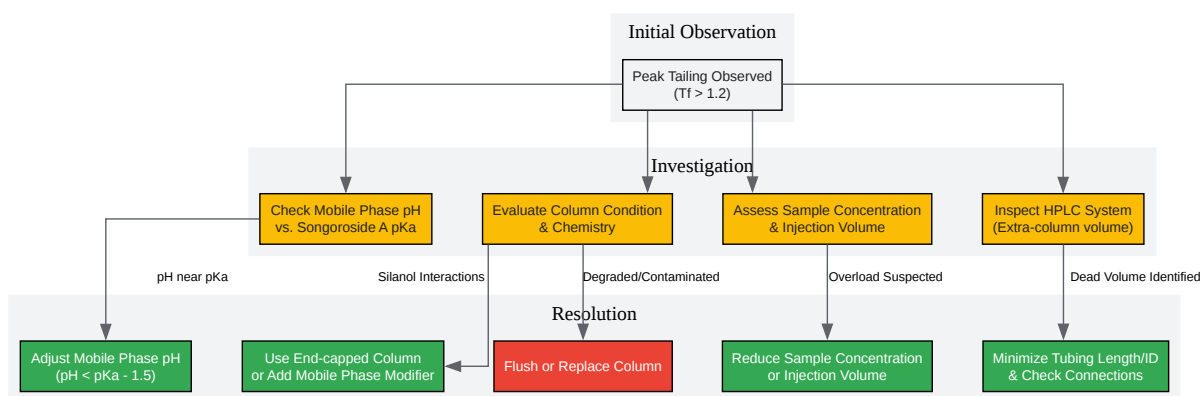 Initial Observation
Peak Tailing Observed
(Tf > 1.2)
Investigation
Check Mobile Phase pH
vs. Songoroside A pKa
Evaluate Column Condition
& Chemistry
Assess Sample Concentration
& Injection Volume
Inspect HPLC System
(Extra-column volume)
pH near pKa
Silanol Interactions
Degraded/Contaminated
Overload Suspected
Dead Volume Identified
Resolution
Adjust Mobile Phase pH
(pH < pKa - 1.5)
Use End-capped Column
or Add Mobile Phase Modifier
Flush or Replace Column
Reduce Sample Concentration
or Injection Volume
Minimize Tubing Length/ID
& Check Connections